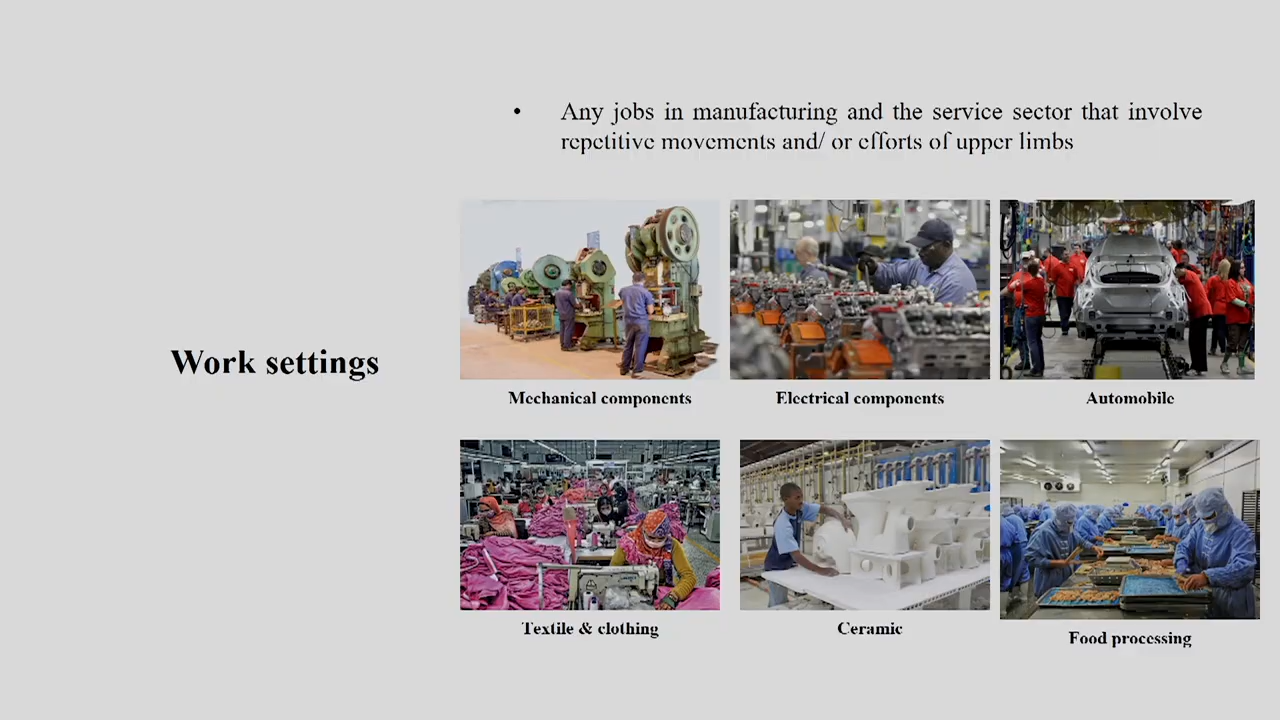 • Any jobs in manufacturing and the service sector that involve
repetitive movements and/ or efforts of upper limbs
Work settings
Mechanical components
Electrical components
Automobile
Textile & clothing
Ceramic
Food processing